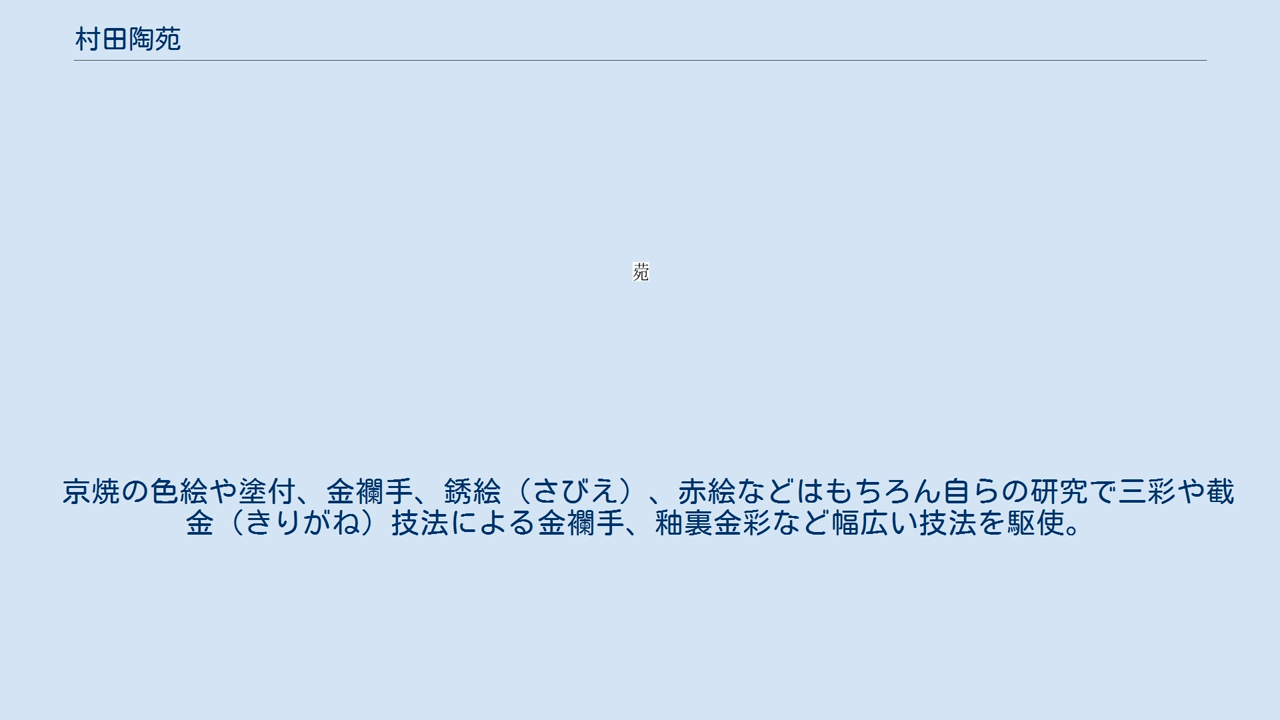 村田陶苑
苑
京焼の色絵や塗付、金襴手、銹絵（さびえ）、赤絵などはもちろん自らの研究で三彩や截
金（きりがね）技法による金襴手、釉裏金彩など幅広い技法を駆使。